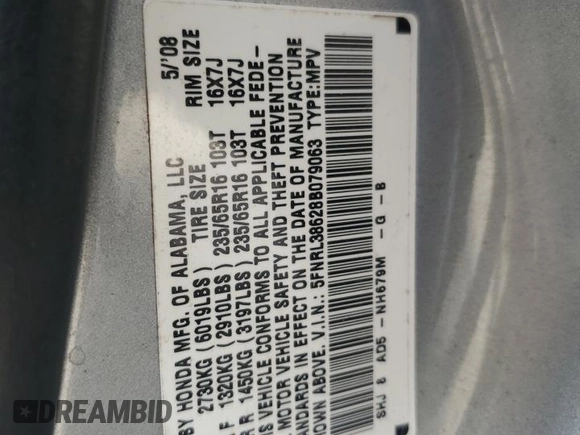 5/'08
BY HONDA MFG. OF ALABAMA, LLC
2730KG (6019LBS) TIRE SIZE RIM SIZE
F 1320KG (2910LBS) 235/65R16 103T 16X7J
R 1450KG (3197LBS) 235/65R16 103T 16X7J
IS VEHICLE CONFORMS TO ALL APPLICABLE FEDE-
MOTOR VEHICLE SAFETY AND THEFT PREVENTION
ANDARDS IN EFFECT ON THE DATE OF MANUFACTURE
HOWN ABOVE. V.I.N.: 5FNRL38628B079063 TYPE:MPV
SHJ 8 AD5 - NH679M - G - B
DREAMBID